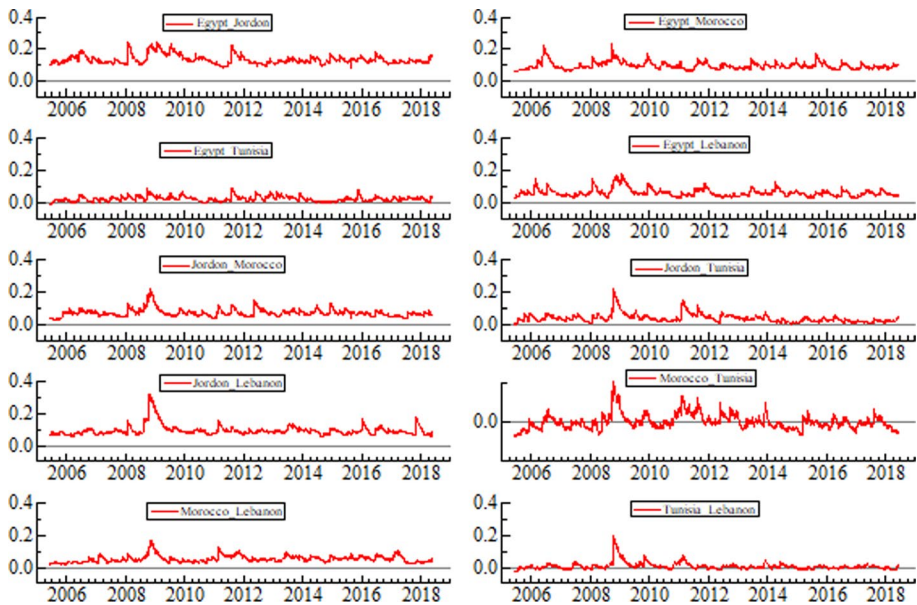 0.4 Egypt_Jordon
0.2
0.0
2006 2008 2010 2012 2014 2016 2018
0.4 Egypt_Morocco
0.2
0.0
2006 2008 2010 2012 2014 2016 2018
0.4 Egypt_Tunisia
0.2
0.0
2006 2008 2010 2012 2014 2016 2018
0.4 Egypt_Lebanon
0.2
0.0
2006 2008 2010 2012 2014 2016 2018
0.4 Jordon_Morocco
0.2
0.0
2006 2008 2010 2012 2014 2016 2018
0.4 Jordon_Tunisia
0.2
0.0
2006 2008 2010 2012 2014 2016 2018
0.4 Jordon_Lebanon
0.2
0.0
2006 2008 2010 2012 2014 2016 2018
Morocco_Tunisia
0.0
2006 2008 2010 2012 2014 2016 2018
0.4 Morocco_Lebanon
0.2
0.0
2006 2008 2010 2012 2014 2016 2018
0.4 Tunisia_Lebanon
0.2
0.0
2006 2008 2010 2012 2014 2016 2018